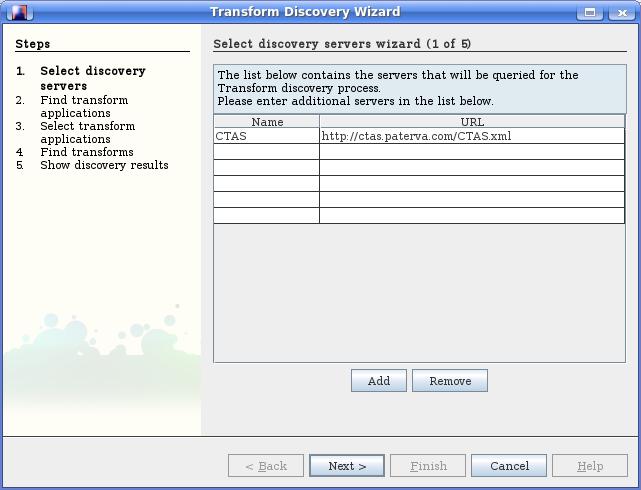 Transform Discovery Wizard
Steps
1. Select discovery
servers
2. Find transform
applications
3. Select transform
applications
4. Find transforms
5. Show discovery results
Select discovery servers wizard (1 of 5)
The list below contains the servers that will be queried for the
Transform discovery process.
Please enter additional servers in the list below.
Name URL
CTAS http://ctas.paterva.com/CTAS.xml
Add Remove
< Back Next > Finish Cancel Help